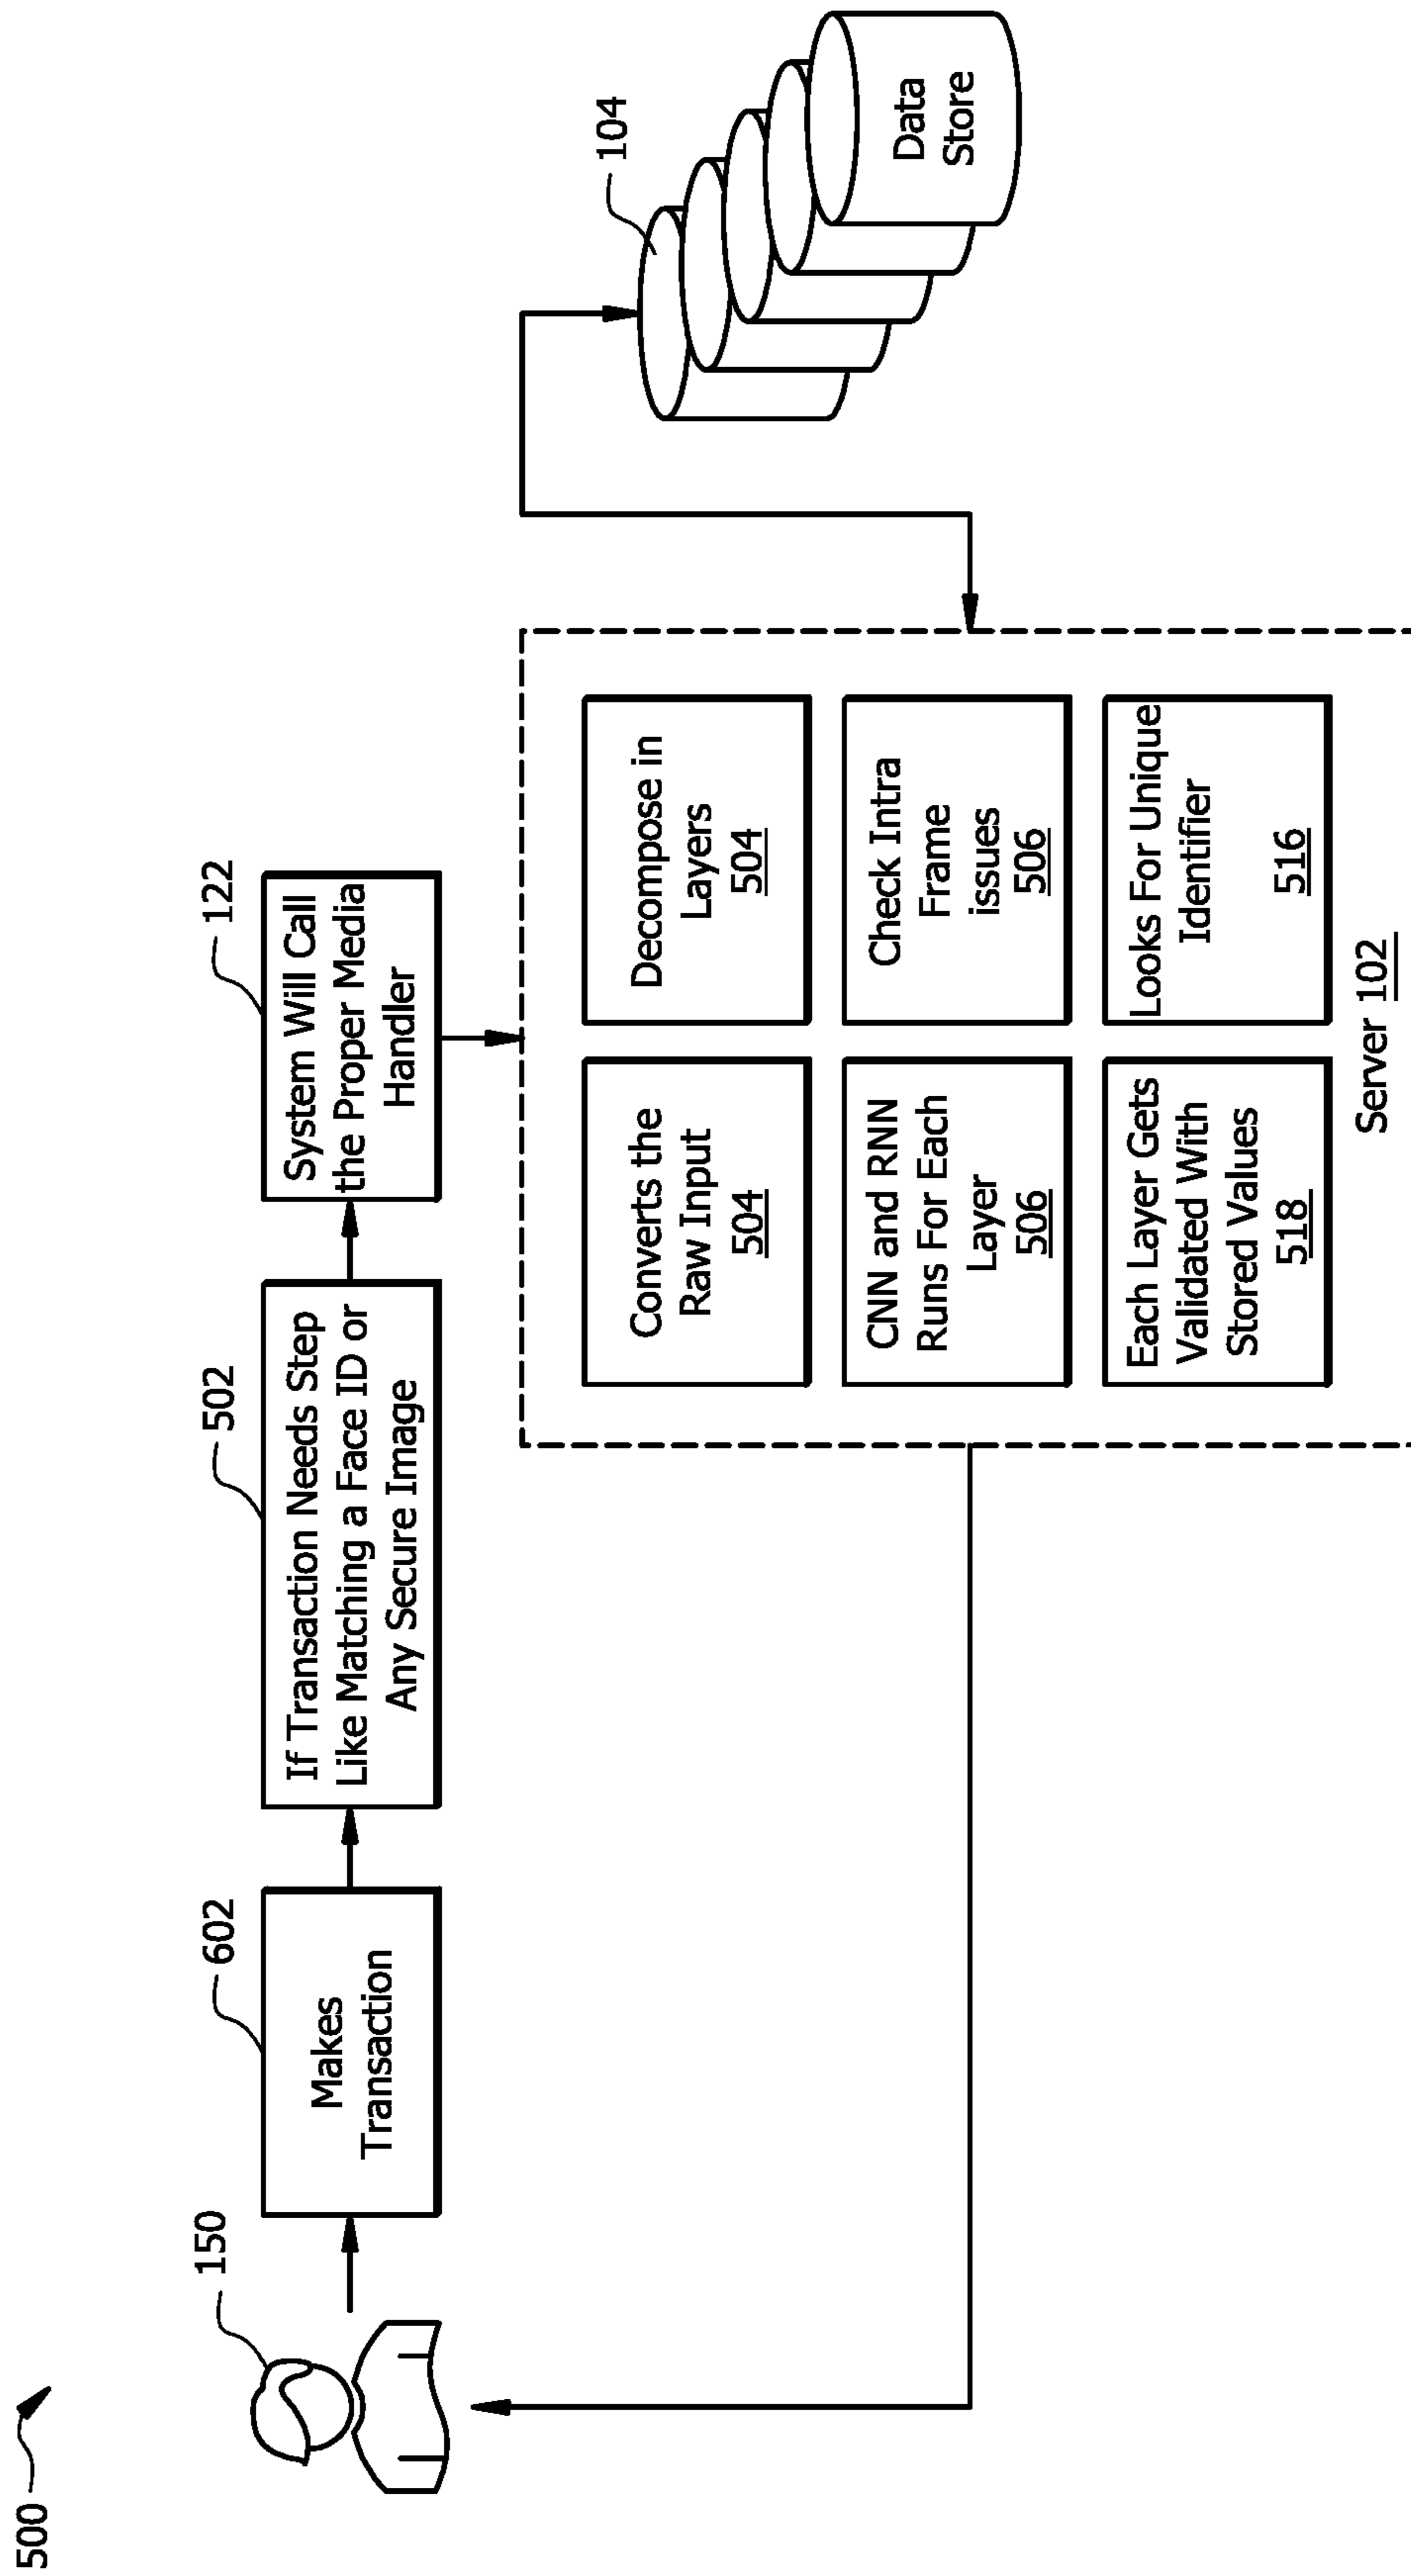 500
150
602
Makes
Transaction
502
If Transaction Needs Step
Like Matching a Face ID or
Any Secure Image
122
System Will Call
the Proper Media
Handler
Converts the
Raw Input
504
Decompose in
Layers
504
CNN and RNN
Runs For Each
Layer
506
Check Intra
Frame
issues
506
Each Layer Gets
Validated With
Stored Values
518
Looks For Unique
Identifier
516
Server 102
104
Data
Store